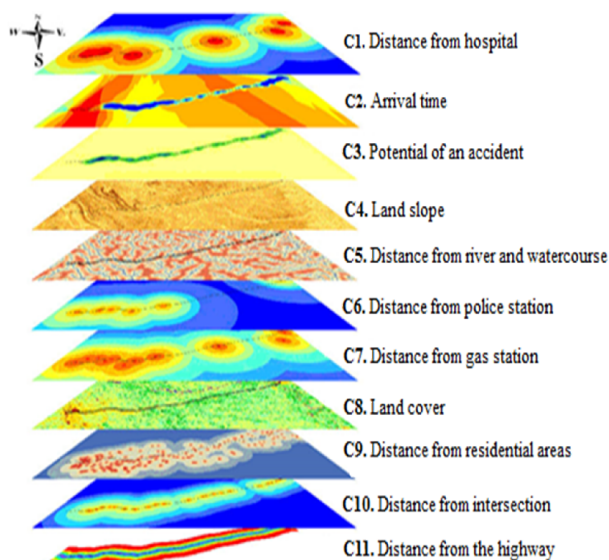 N
W
S
C1. Distance from hospital
C2. Arrival time
C3. Potential of an accident
C4. Land slope
C5. Distance from river and watercourse
C6. Distance from police station
C7. Distance from gas station
C8. Land cover
C9. Distance from residential areas
C10. Distance from intersection
C11. Distance from the highway